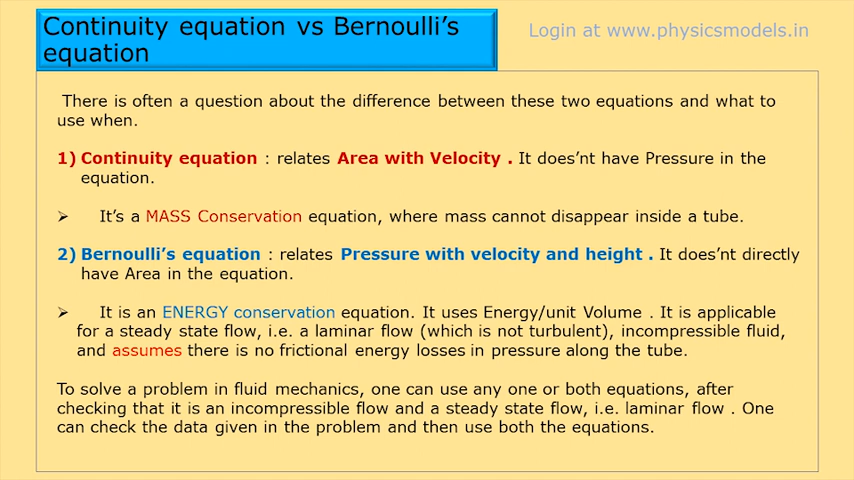 Continuity equation vs Bernoulli's
equation
Login at www.physicsmodels.in
There is often a question about the difference between these two equations and what to
use when.
1) Continuity equation : relates Area with Velocity . It does'nt have Pressure in the
equation.
➢ It's a MASS Conservation equation, where mass cannot disappear inside a tube.
2) Bernoulli's equation : relates Pressure with velocity and height . It does'nt directly
have Area in the equation.
➢ It is an ENERGY conservation equation. It uses Energy/unit Volume . It is applicable
for a steady state flow, i.e. a laminar flow (which is not turbulent), incompressible fluid,
and assumes there is no frictional energy losses in pressure along the tube.
To solve a problem in fluid mechanics, one can use any one or both equations, after
checking that it is an incompressible flow and a steady state flow, i.e. laminar flow . One
can check the data given in the problem and then use both the equations.